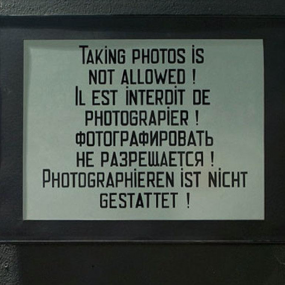 Taking photos is
not allowed !
Il est interdit de
photograpier !
ФОТОГРАФИРОВАТЬ
НЕ РАЗРЕШАЕТСЯ !
Photographieren ist nicht
gestattet !